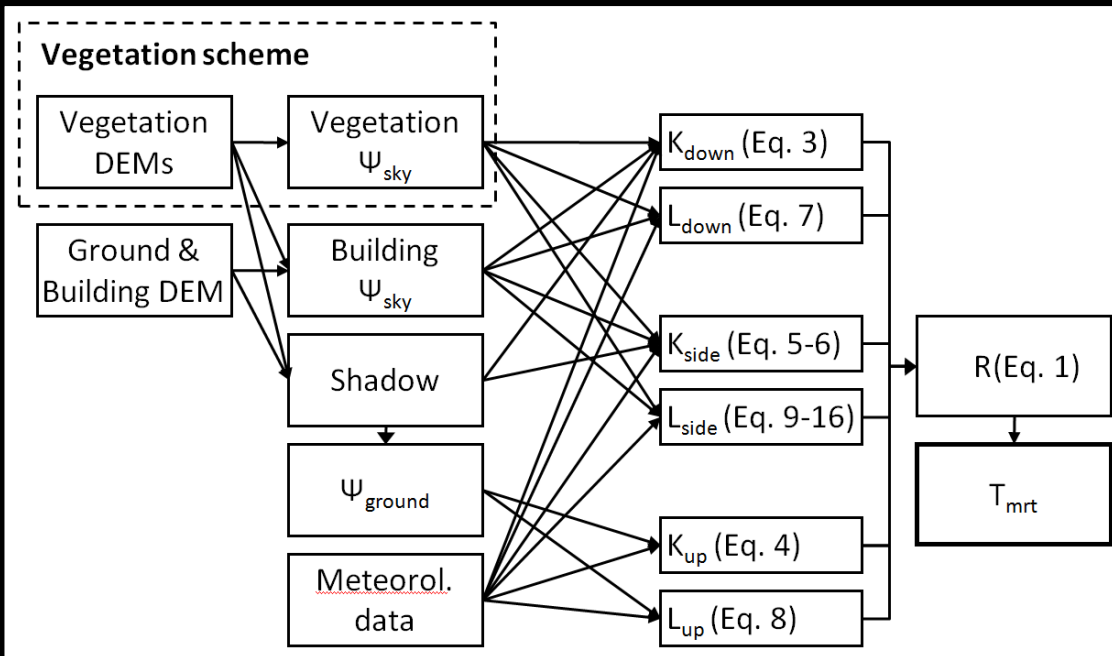 Vegetation scheme
Vegetation
DEMs
Vegetation
Ψsky
Ground &
Building DEM
Building
Ψsky
Shadow
Ψground
Meteorol.
data
Kdown (Eq. 3)
Ldown (Eq. 7)
Kside (Eq. 5-6)
Lside (Eq. 9-16)
Kup (Eq. 4)
Lup (Eq. 8)
R(Eq. 1)
Tmrt